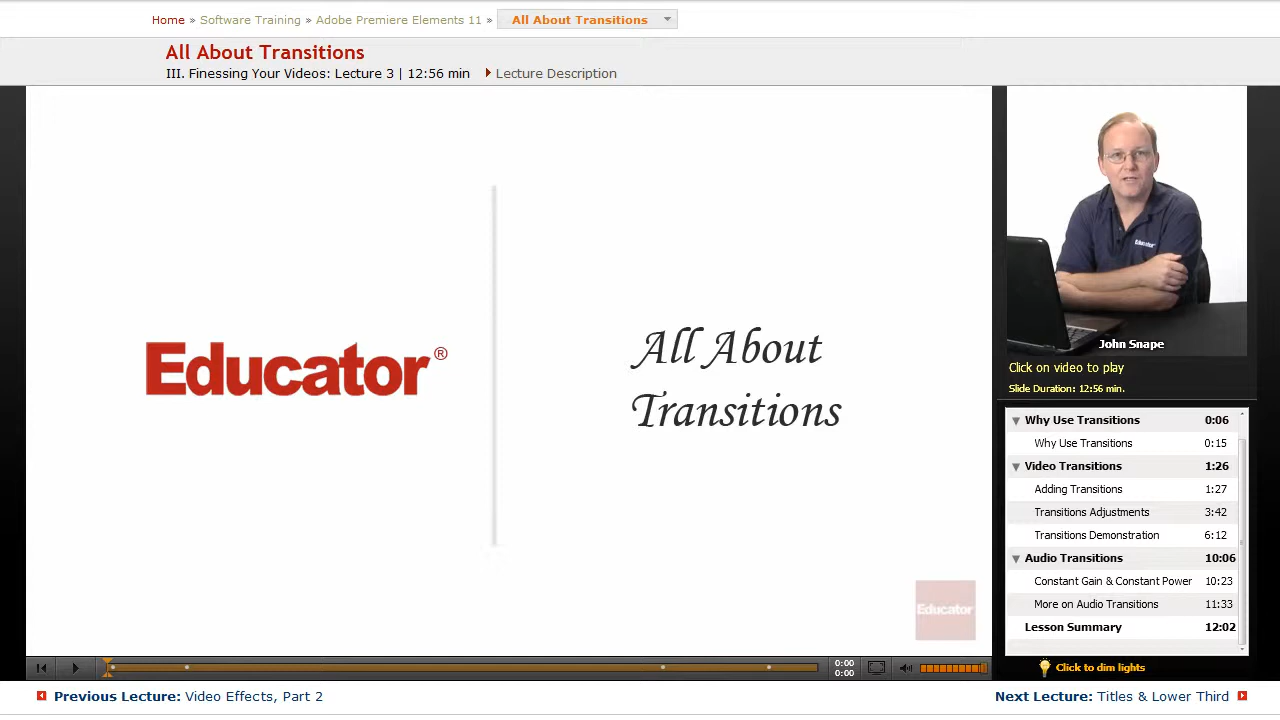 Home » Software Training » Adobe Premiere Elements 11 » All About Transitions
All About Transitions
III. Finessing Your Videos: Lecture 3 | 12:56 min Lecture Description
Educator®
All About
Transitions
Educator
Educator
John Snape
Click on video to play
Slide Duration: 12:56 min.
Why Use Transitions 0:06
Why Use Transitions 0:15
Video Transitions 1:26
Adding Transitions 1:27
Transitions Adjustments 3:42
Transitions Demonstration 6:12
Audio Transitions 10:06
Constant Gain & Constant Power 10:23
More on Audio Transitions 11:33
Lesson Summary 12:02
0:00
0:00
Click to dim lights
Previous Lecture: Video Effects, Part 2
Next Lecture: Titles & Lower Third